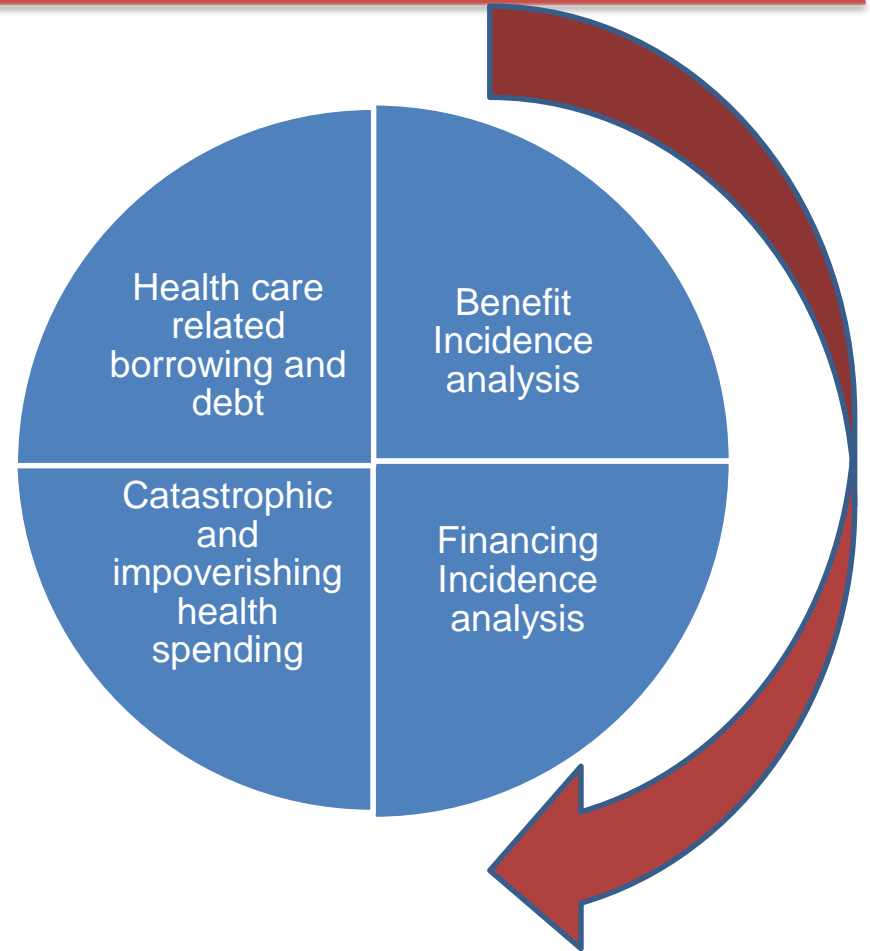 Health care
related
borrowing and
debt
Benefit
Incidence
analysis
Catastrophic
and
impoverishing
health
spending
Financing
Incidence
analysis